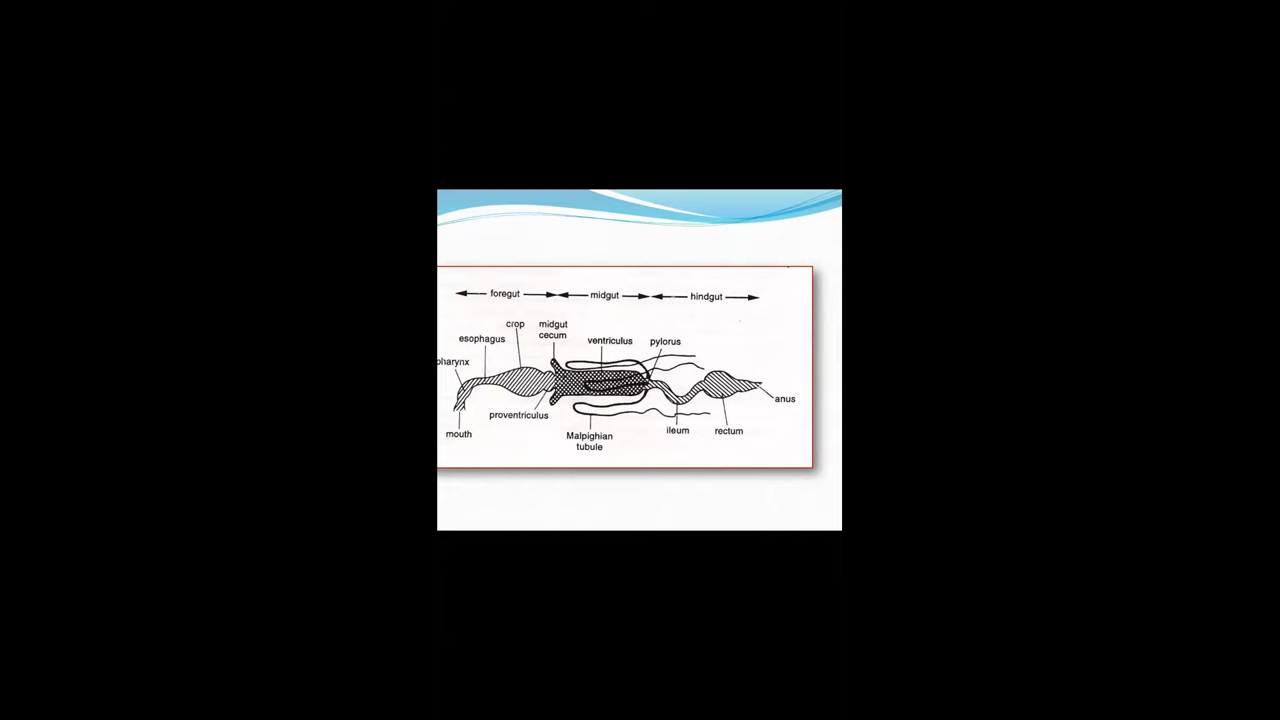 foregut midgut hindgut
crop midgut
cecum
esophagus ventriculus pylorus
pharynx
anus
proventriculus
mouth Malpighian
tubule
ileum rectum